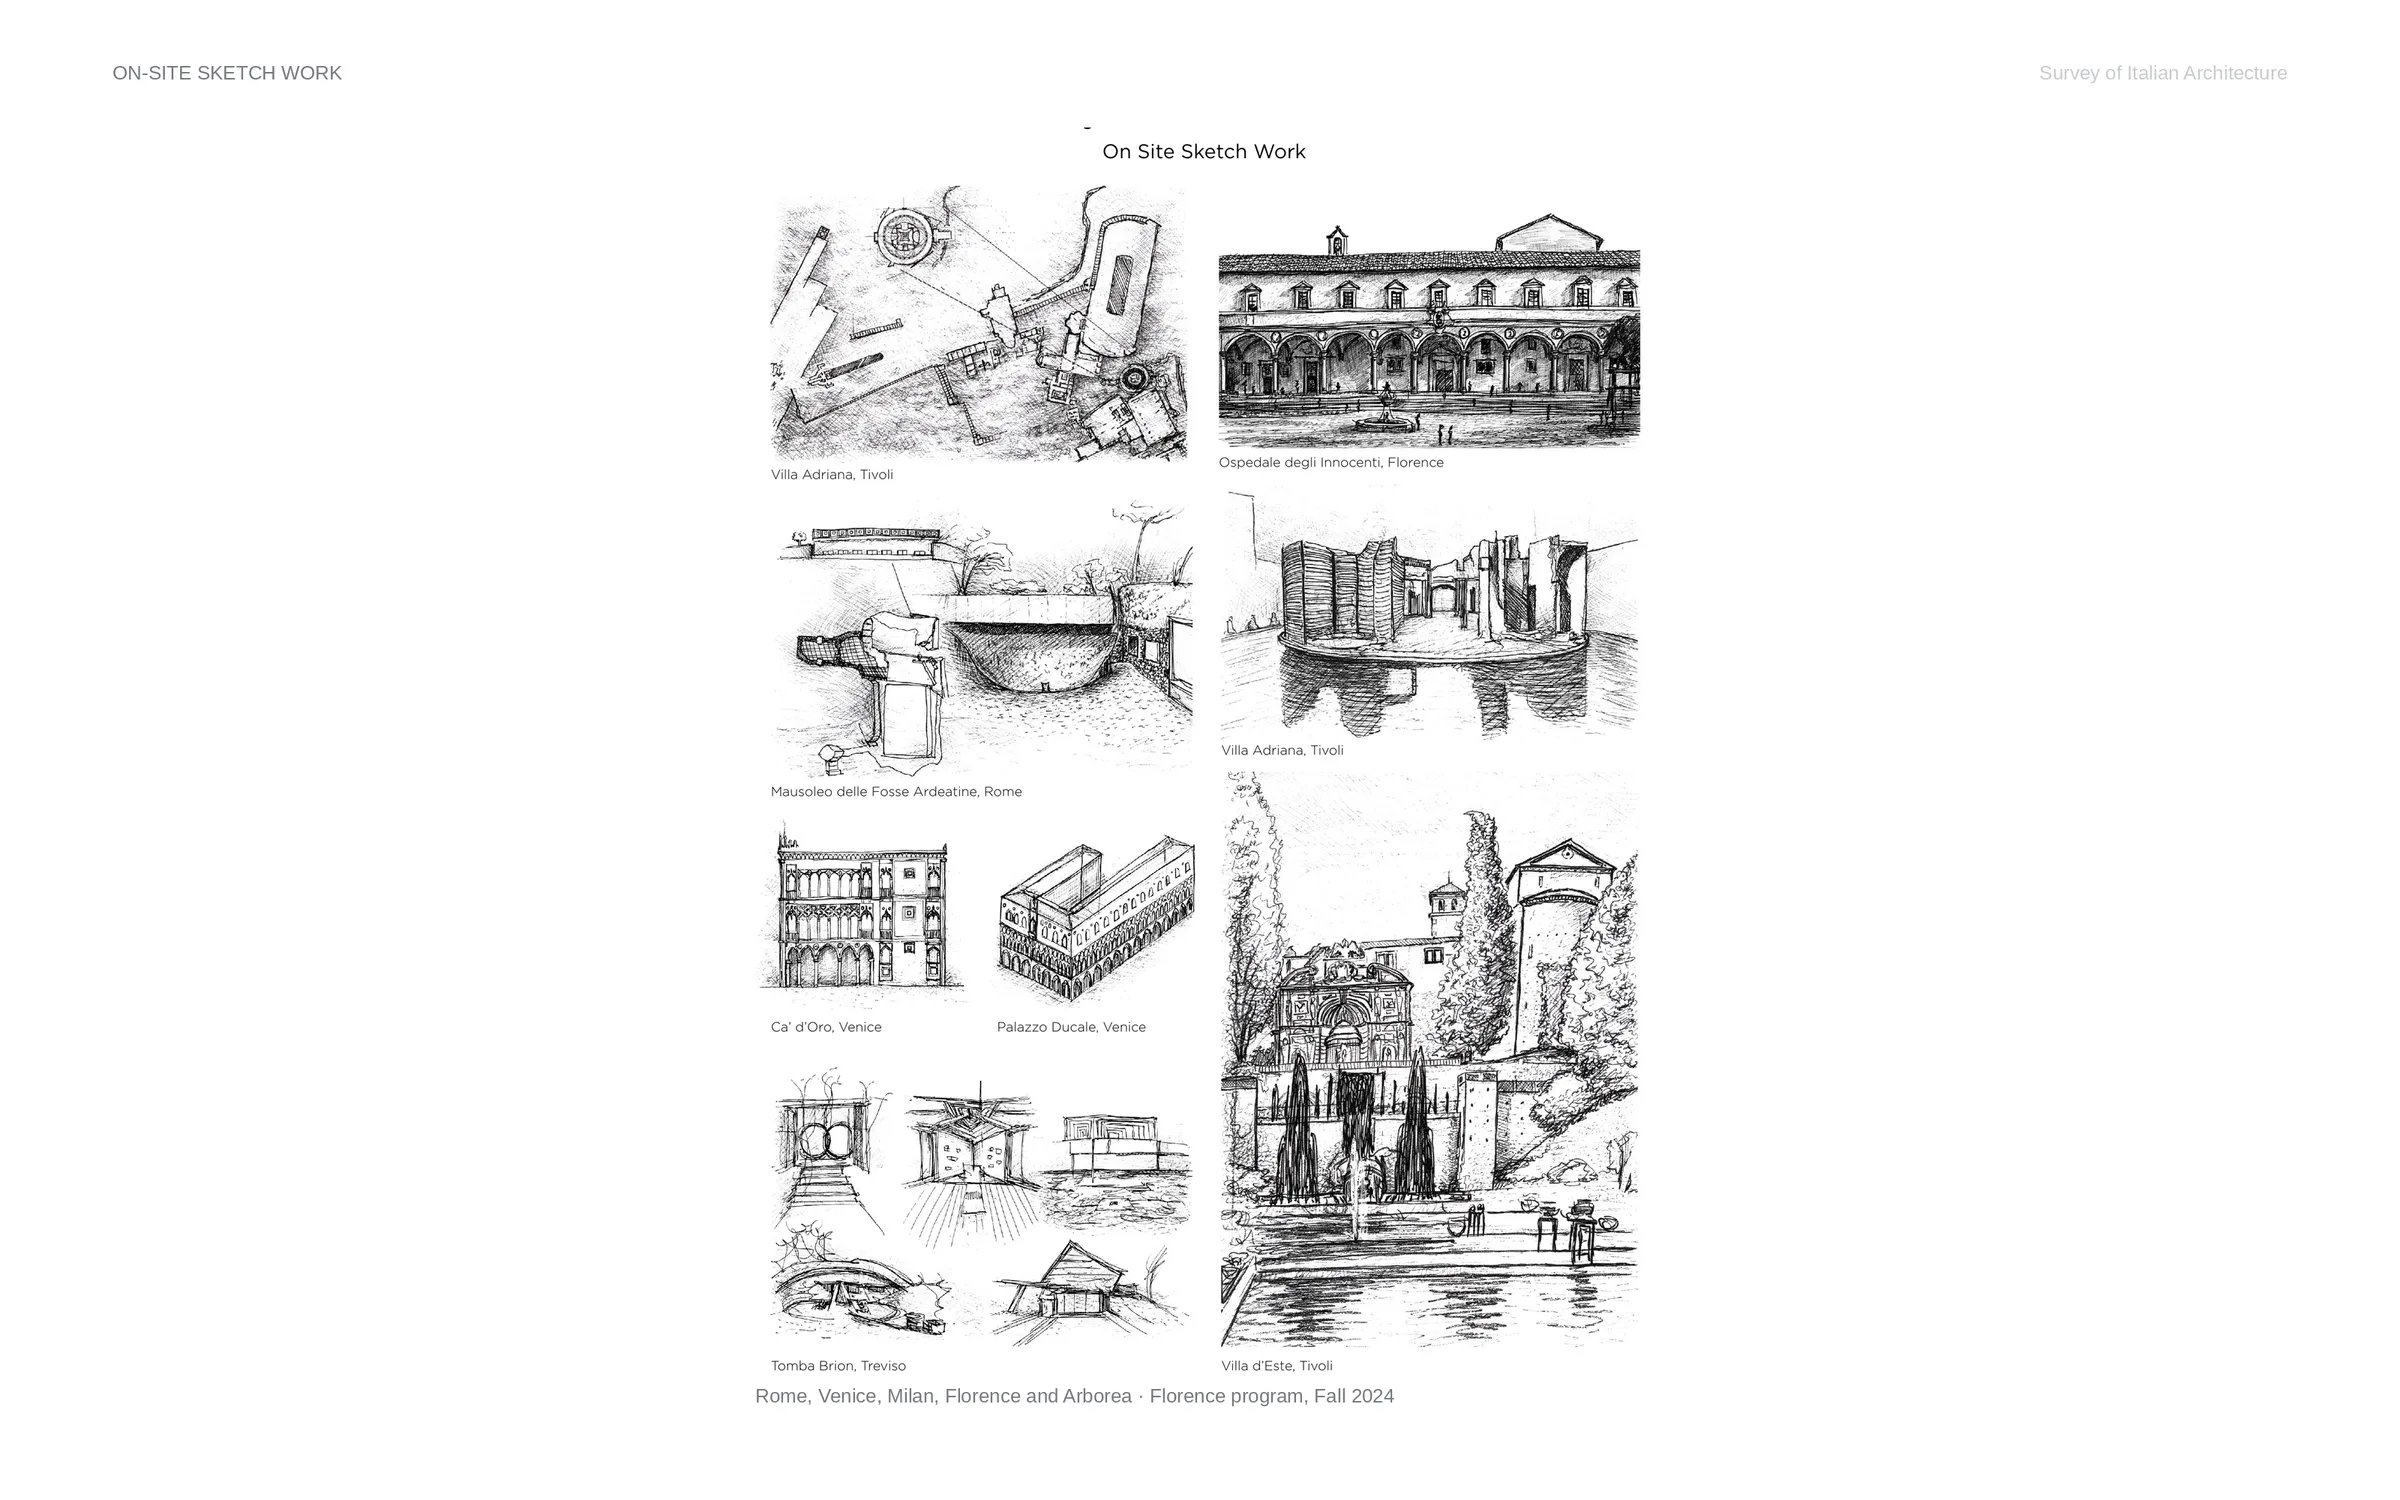 ON-SITE SKETCH WORK
Survey of Italian Architecture
On Site Sketch Work
Villa Adriana, Tivoli
Ospedale degli Innocenti, Florence
Mausoleo delle Fosse Ardeatine, Rome
Villa Adriana, Tivoli
Ca' d'Oro, Venice
Palazzo Ducale, Venice
Tomba Brion, Treviso
Villa d'Este, Tivoli
Rome, Venice, Milan, Florence and Arborea · Florence program, Fall 2024